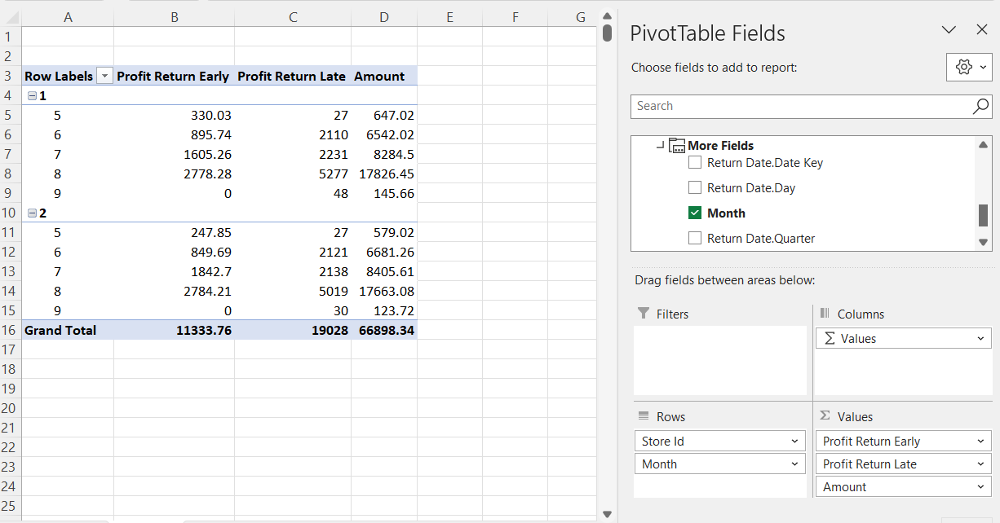 A B C D E F G
1
2
3 Row Labels Profit Return Early Profit Return Late Amount
4 1
5 5 330.03 27 647.02
6 6 895.74 2110 6542.02
7 7 1605.26 2231 8284.5
8 8 2778.28 5277 17826.45
9 9 0 48 145.66
10 2
11 5 247.85 27 579.02
12 6 849.69 2121 6681.26
13 7 1842.7 2138 8405.61
14 8 2784.21 5019 17663.08
15 9 0 30 123.72
16 Grand Total 11333.76 19028 66898.34
17
18
19
20
21
22
23
24
25
PivotTable Fields
Choose fields to add to report:
Search
More Fields
Return Date.Date Key
Return Date.Day
Month
Return Date.Quarter
Drag fields between areas below:
Filters
Columns
Σ Values
Rows
Store Id
Month
Σ Values
Profit Return Early
Profit Return Late
Amount